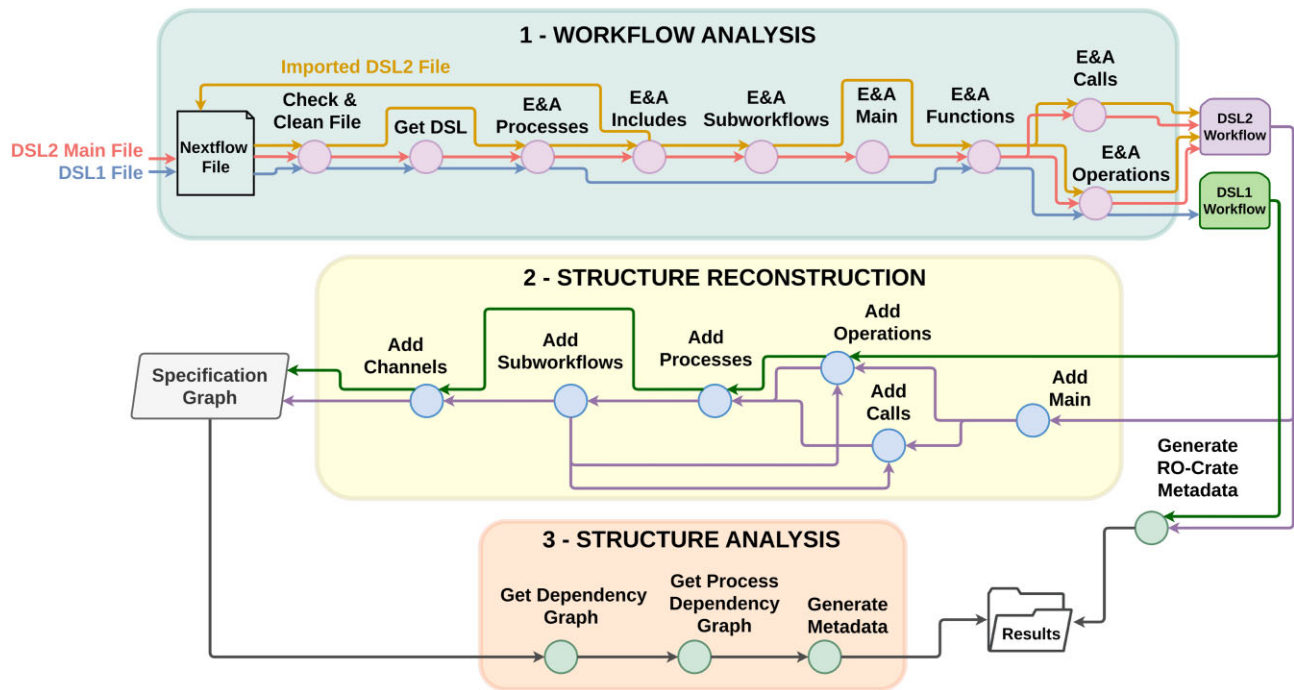 1 - WORKFLOW ANALYSIS
Imported DSL2 File
Check &
Clean File
Get DSL
E&A
Processes
E&A
Includes
E&A
Subworkflows
E&A
Main
E&A
Functions
E&A
Calls
E&A
Operations
Nextflow
File
DSL2 Main File
DSL1 File
DSL2
Workflow
DSL1
Workflow
2 - STRUCTURE RECONSTRUCTION
Specification
Graph
Add
Channels
Add
Subworkflows
Add
Processes
Add
Operations
Add
Calls
Add
Main
Generate
RO-Crate
Metadata
3 - STRUCTURE ANALYSIS
Get Dependency
Graph
Get Process
Dependency
Graph
Generate
Metadata
Results